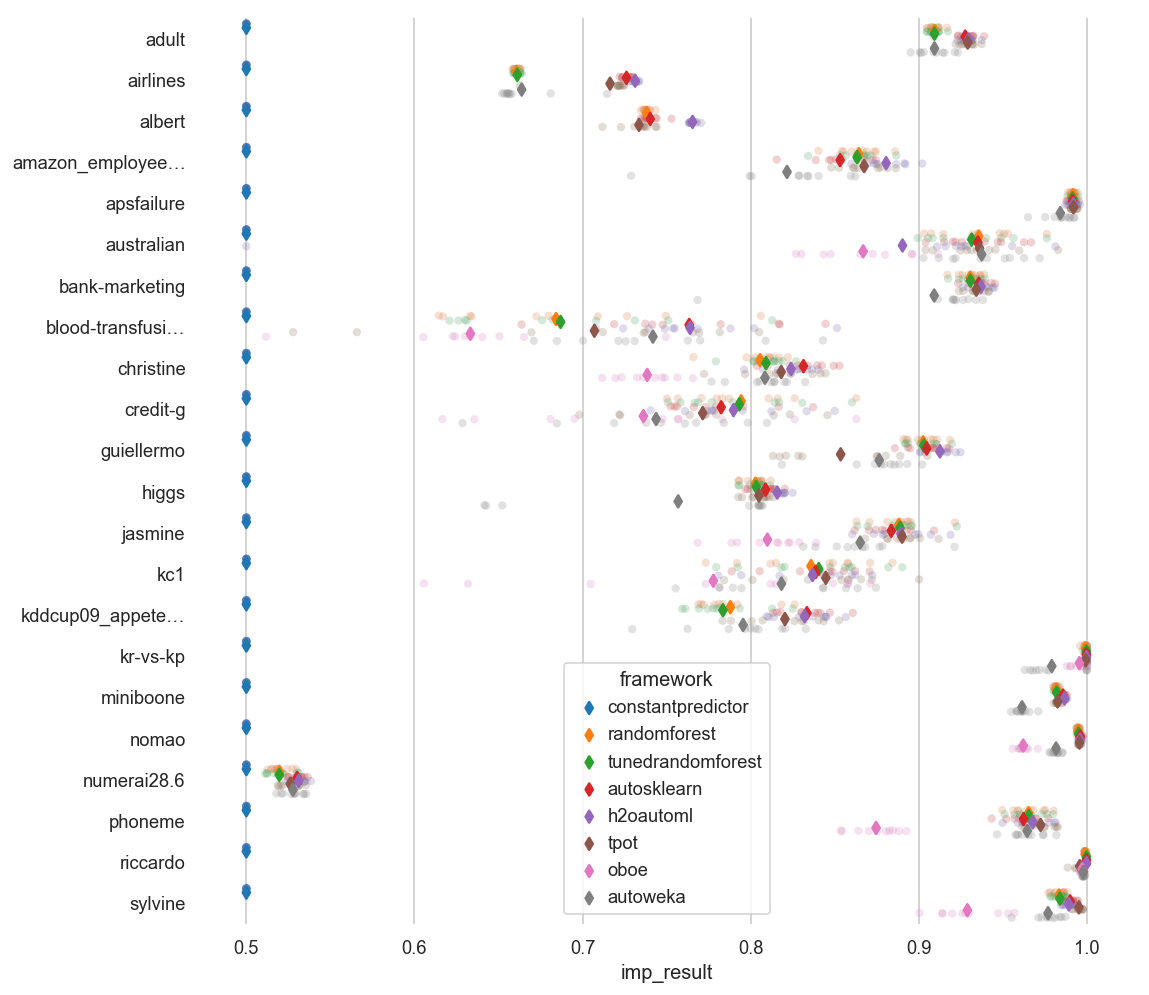 adult
airlines
albert
amazon_employee…
apsfailure
australian
bank-marketing
blood-transfusi…
christine
credit-g
guiellermo
higgs
jasmine
kc1
kddcup09_appete…
kr-vs-kp
miniboone
nomao
numerai28.6
phoneme
riccardo
sylvine
framework
constantpredictor
randomforest
tunedrandomforest
autosklearn
h2oautoml
tpot
oboe
autoweka
0.5 0.6 0.7 0.8 0.9 1.0
imp_result